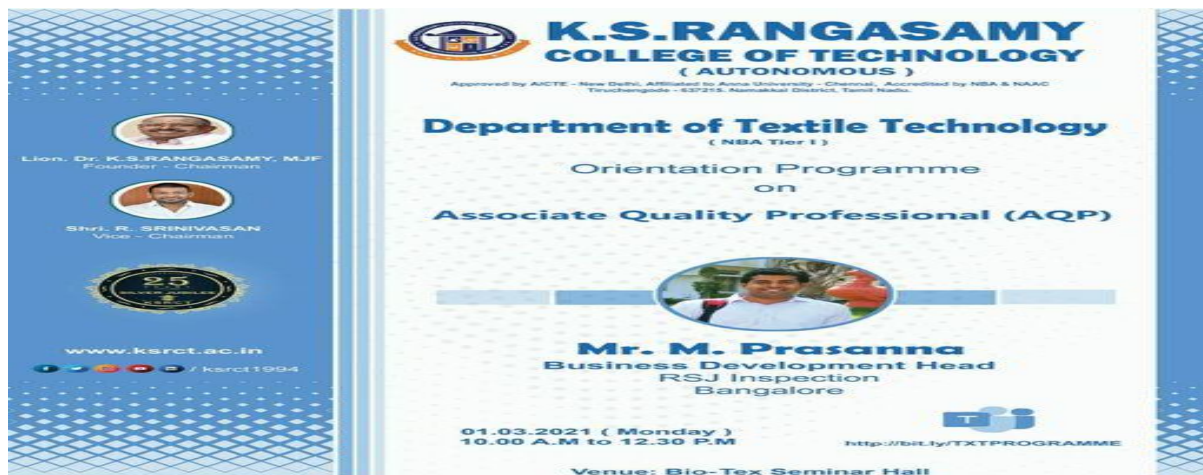 K.S.RANGASAMY
COLLEGE OF TECHNOLOGY
( AUTONOMOUS )
Approved by AICTE - New Delhi, Affiliated to Anna University - Chennai, Accredited by NBA & NAAC
Tiruchengode - 637215. Namakkal District, Tamil Nadu.
Lion. Dr. K.S.RANGASAMY, MJF
Founder - Chairman
Shri. R. SRINIVASAN
Vice - Chairman
25
SILVER JUBILEE
KSRCT
www.ksrct.ac.in
/ ksrct1994
Department of Textile Technology
( NBA Tier I )
Orientation Programme
on
Associate Quality Professional (AQP)
Mr. M. Prasanna
Business Development Head
RSJ Inspection
Bangalore
01.03.2021 ( Monday )
10.00 A.M to 12.30 P.M
T
http://bit.ly/TXTPROGRAMME
Venue: Bio-Tex Seminar Hall